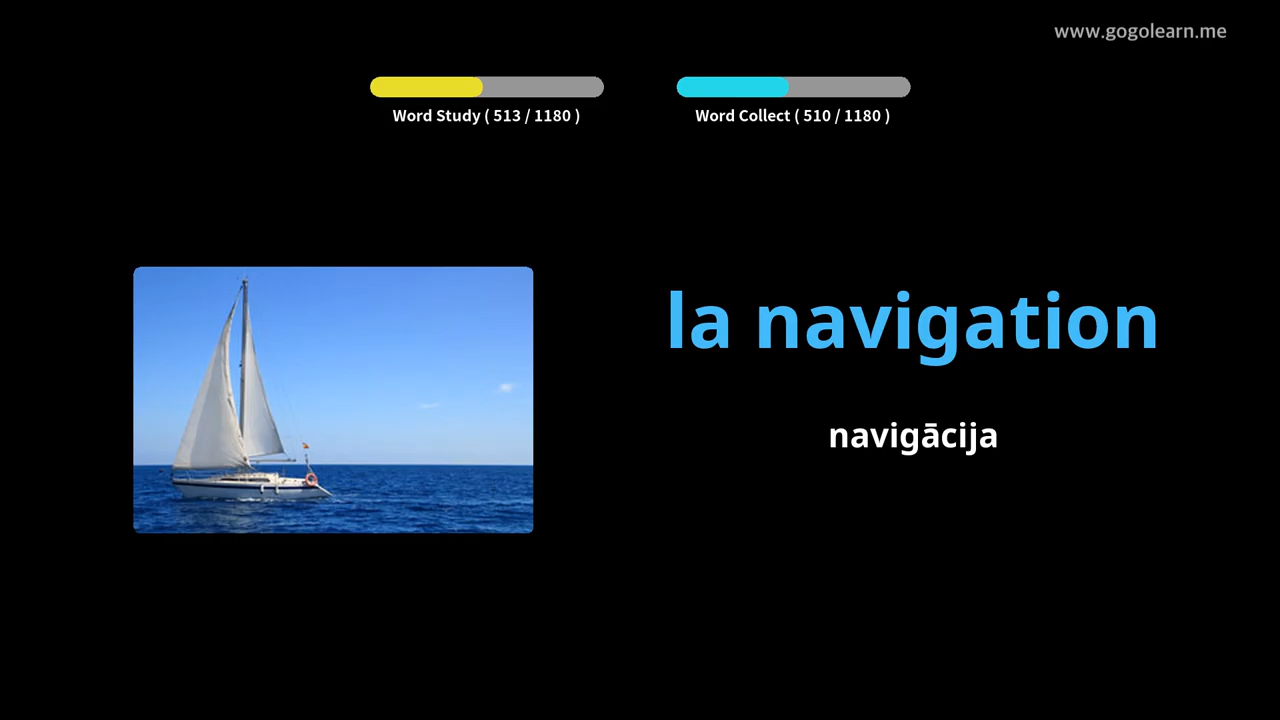 www.gogolearn.me
Word Study ( 513 / 1180 )
Word Collect ( 510 / 1180 )
la navigation
navigācija